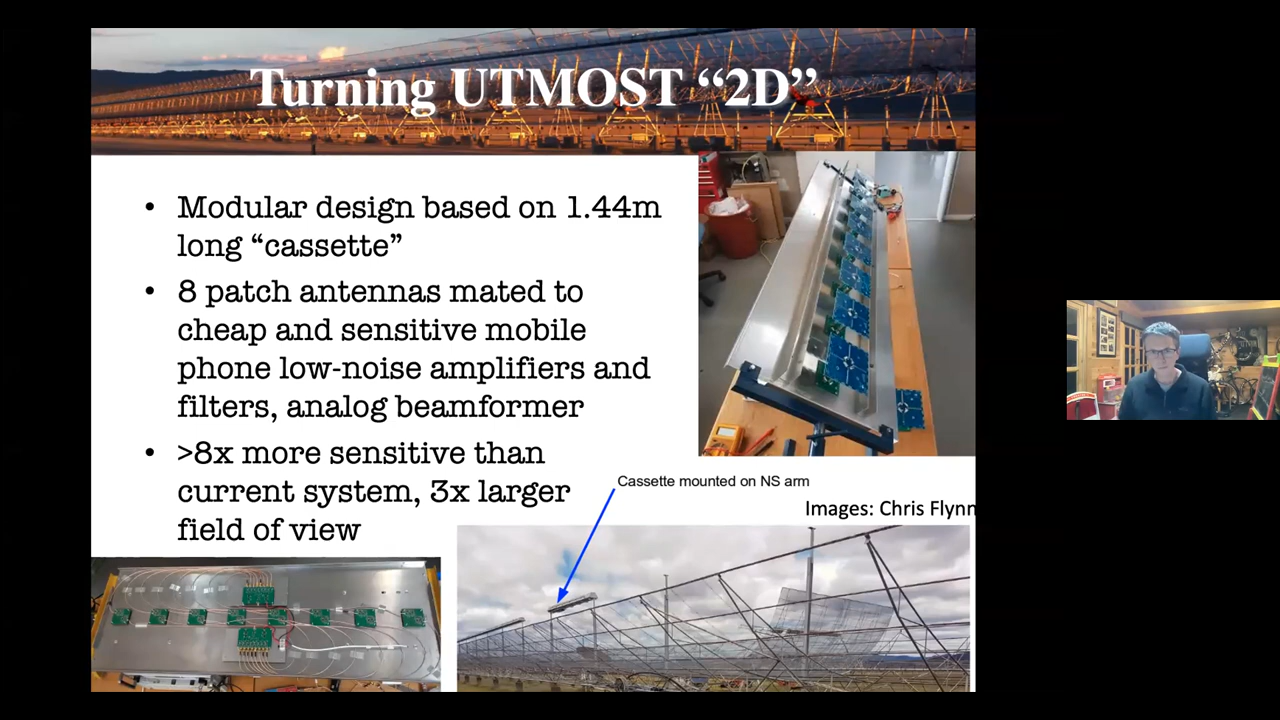 Turning UTMOST “2D”
• Modular design based on 1.44m
long “cassette”
• 8 patch antennas mated to
cheap and sensitive mobile
phone low-noise amplifiers and
filters, analog beamformer
• >8x more sensitive than
current system, 3x larger
field of view
Cassette mounted on NS arm
Images: Chris Flynn